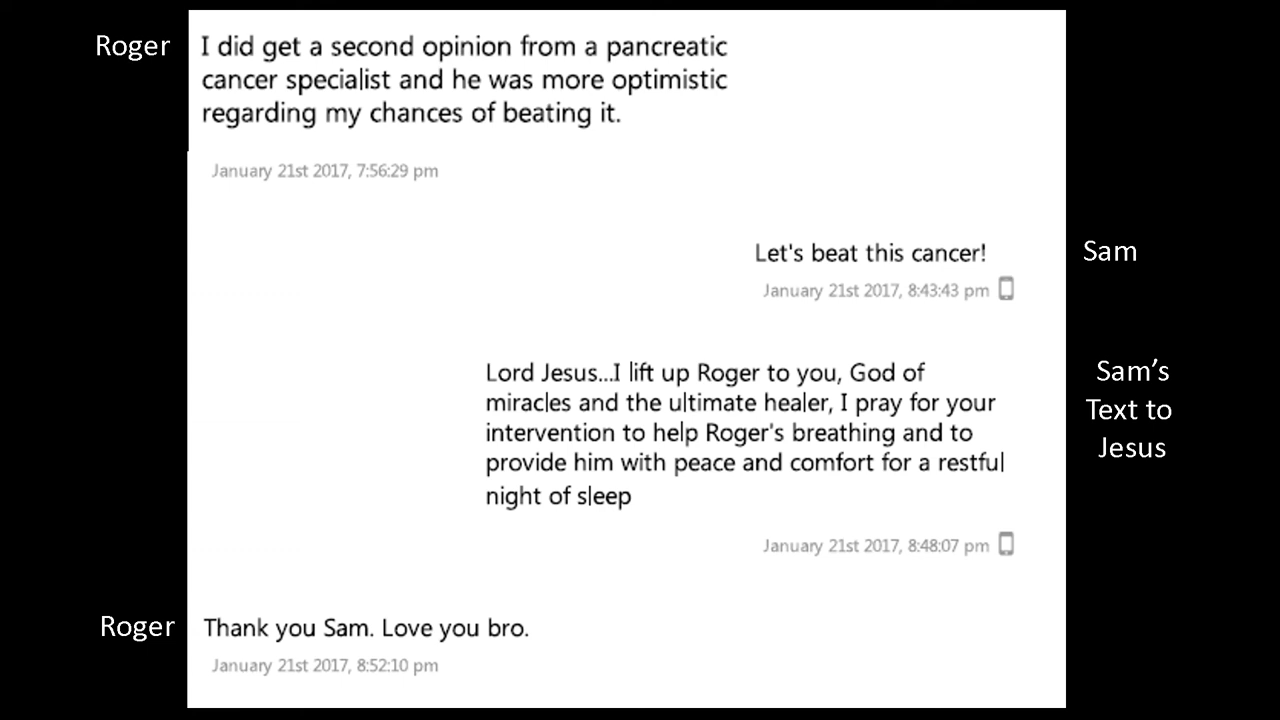 Roger
I did get a second opinion from a pancreatic
cancer specialist and he was more optimistic
regarding my chances of beating it.
January 21st 2017, 7:56:29 pm
Let's beat this cancer!
Sam
January 21st 2017, 8:43:43 pm
Lord Jesus...I lift up Roger to you, God of
miracles and the ultimate healer, I pray for your
intervention to help Roger's breathing and to
provide him with peace and comfort for a restful
night of sleep
Sam's
Text to
Jesus
January 21st 2017, 8:48:07 pm
Roger
Thank you Sam. Love you bro.
January 21st 2017, 8:52:10 pm